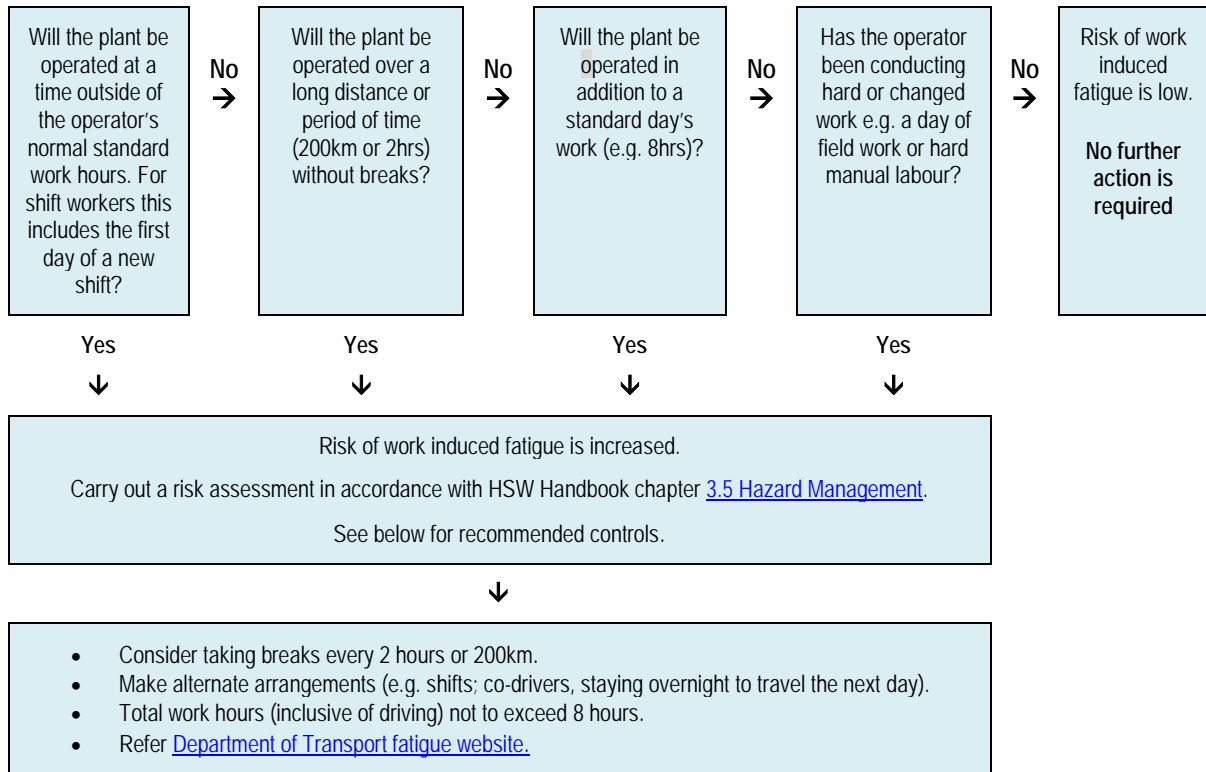 Will the plant be
operated at a
time outside of
the operator's
normal standard
work hours. For
shift workers this
includes the first
day of a new
shift?
No
→
Will the plant be
operated over a
long distance or
period of time
(200km or 2hrs)
without breaks?
No
→
Will the plant be
operated in
addition to a
standard day's
work (e.g. 8hrs)?
No
→
Has the operator
been conducting
hard or changed
work e.g. a day of
field work or hard
manual labour?
No
→
Risk of work
induced
fatigue is low.
No further
action is
required
Yes
↓
Yes
↓
Yes
↓
Yes
↓
Risk of work induced fatigue is increased.
Carry out a risk assessment in accordance with HSW Handbook chapter 3.5 Hazard Management.
See below for recommended controls.
↓
• Consider taking breaks every 2 hours or 200km.
• Make alternate arrangements (e.g. shifts; co-drivers, staying overnight to travel the next day).
• Total work hours (inclusive of driving) not to exceed 8 hours.
• Refer Department of Transport fatigue website.